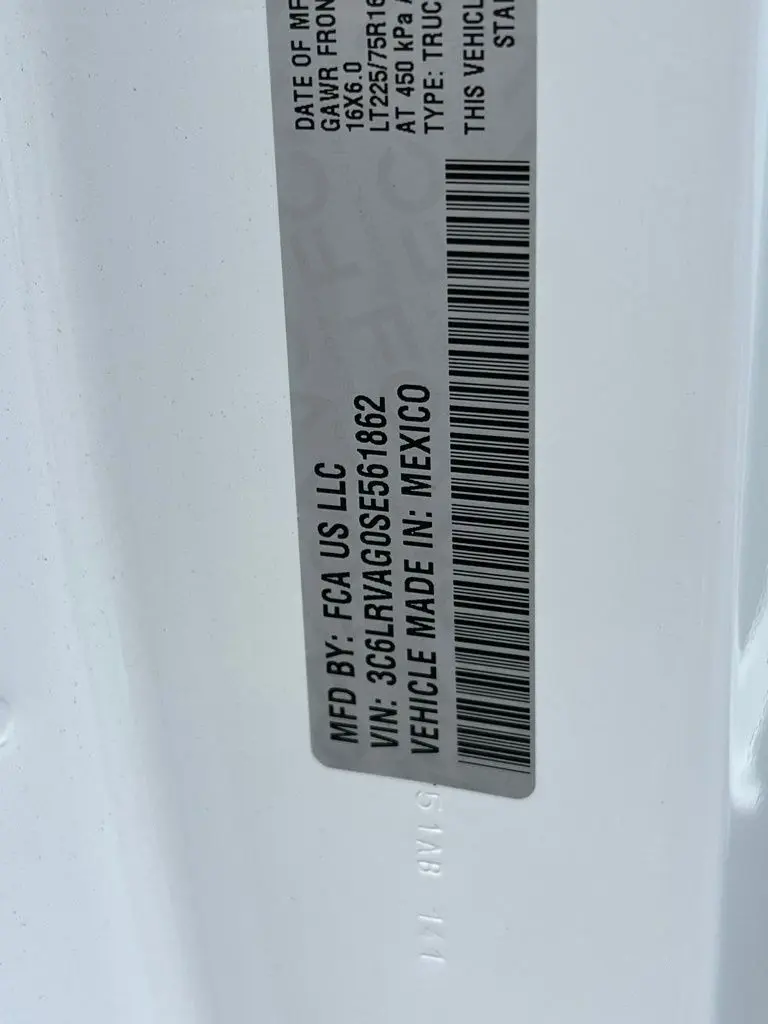 MFD BY: FCA US LLC
VIN: 3C6LRVAG0SE561862
VEHICLE MADE IN: MEXICO
DATE OF MF
GAWR FRON
16X6.0
LT225/75R16
AT 450 kPa
TYPE: TRUC
THIS VEHICL
STA
51AB